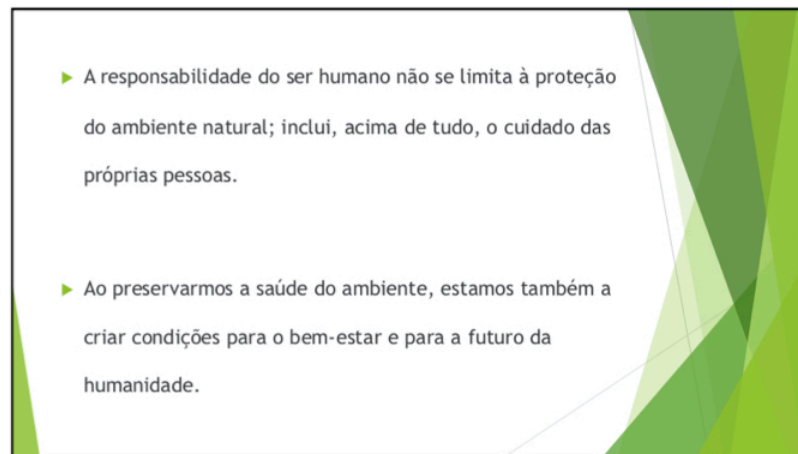 A responsabilidade do ser humano não se limita à proteção
do ambiente natural; inclui, acima de tudo, o cuidado das
próprias pessoas.
Ao preservarmos a saúde do ambiente, estamos também a
criar condições para o bem-estar e para a futuro da
humanidade.